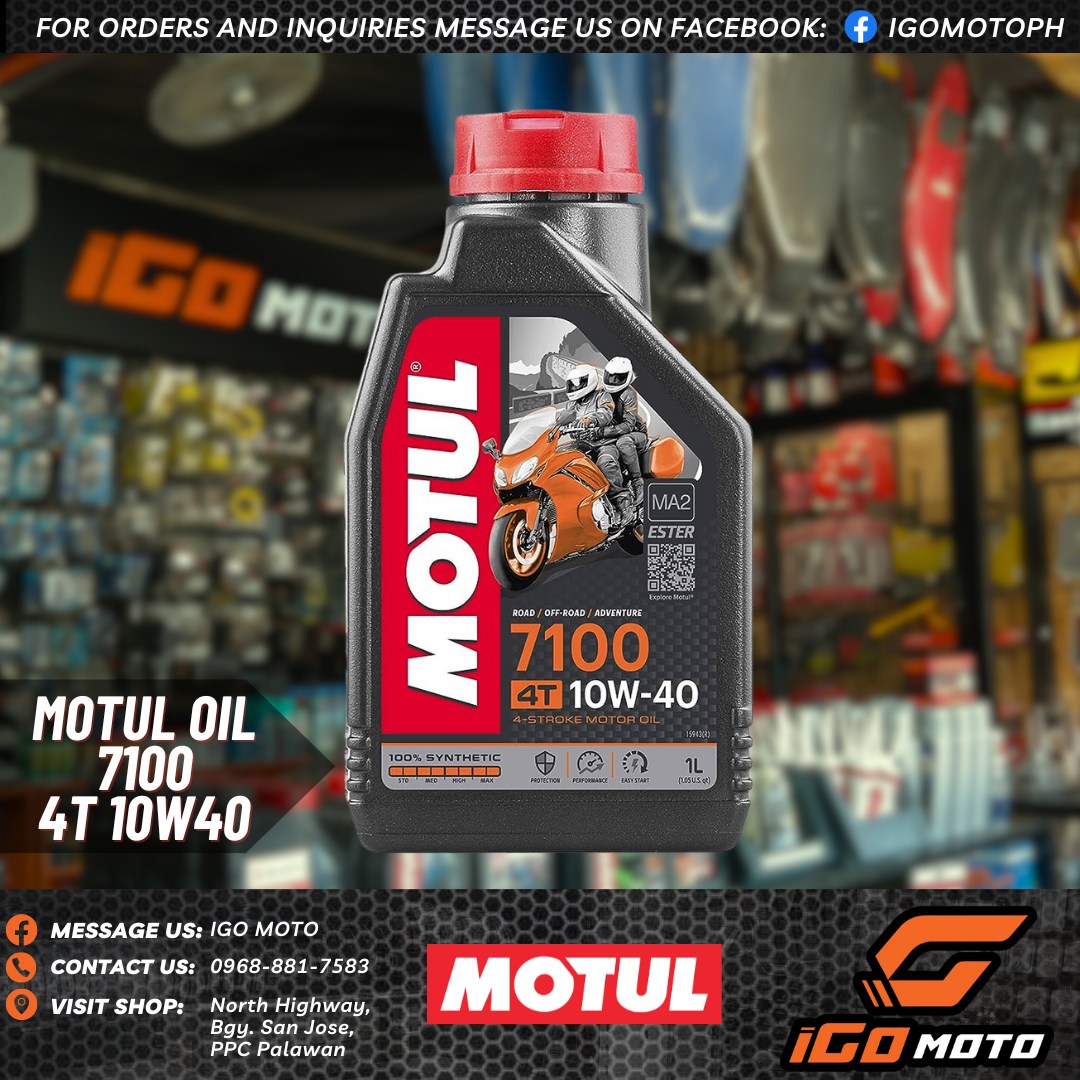 FOR ORDERS AND INQUIRIES MESSAGE US ON FACEBOOK: IGOMOTOPH
iGO MOT
MOTUL®
MA2
ESTER
Explore Motul®
ROAD / OFF-ROAD / ADVENTURE
7100
4T 10W-40
4-STROKE MOTOR OIL
15943(A)
100% SYNTHETIC
STD MED HIGH MAX
PROTECTION PERFORMANCE EASY START
1L
(1.05 U.S. qt)
MOTUL OIL
7100
4T 10W40
MESSAGE US: IGO MOTO
CONTACT US: 0968-881-7583
VISIT SHOP: North Highway,
Bgy. San Jose,
PPC Palawan
MOTUL
iGO MOTO